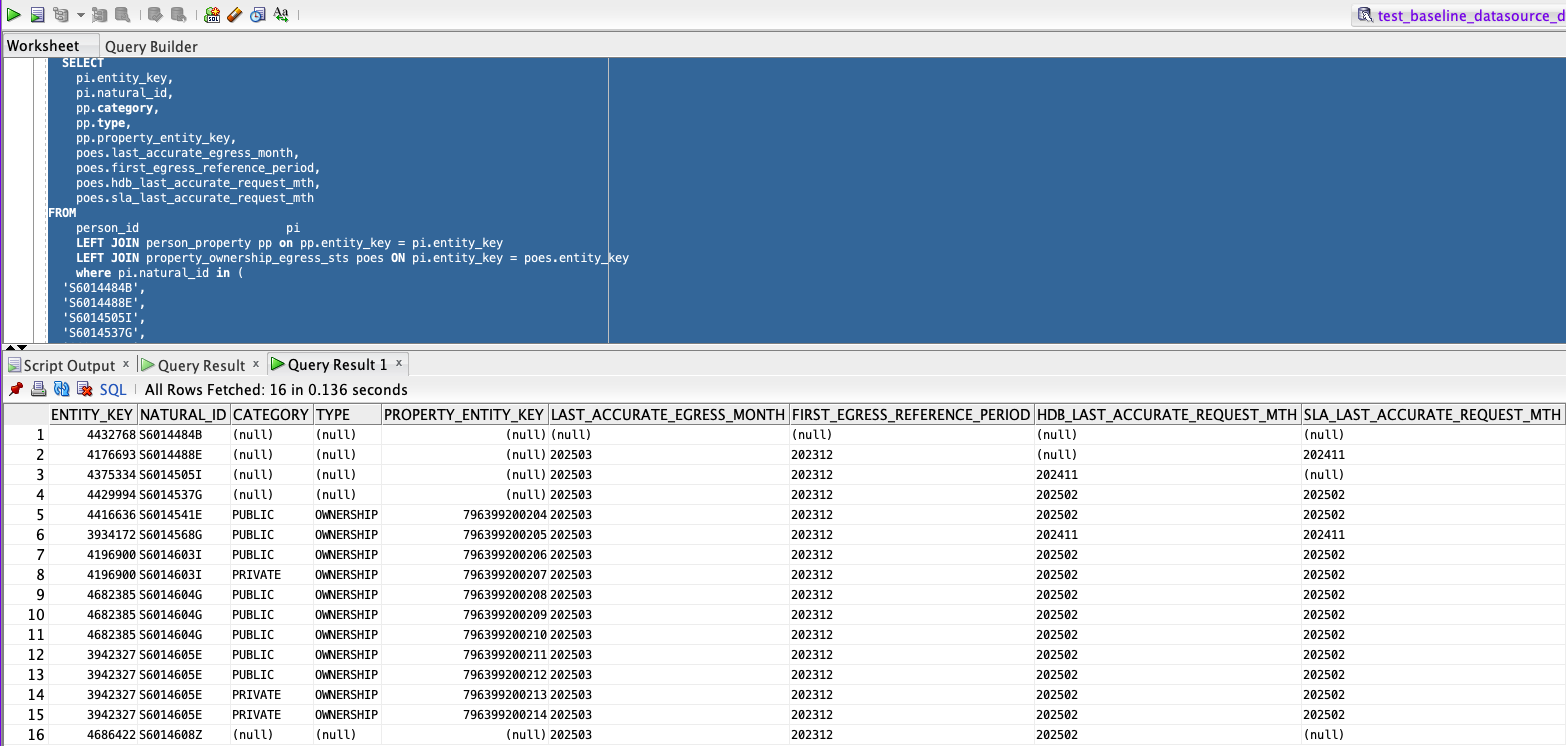 test_baseline_datasource_d
Worksheet Query Builder
SELECT
pi.entity_key,
pi.natural_id,
pp.category,
pp.type,
pp.property_entity_key,
poes.last_accurate_egress_month,
poes.first_egress_reference_period,
poes.hdb_last_accurate_request_mth,
poes.sla_last_accurate_request_mth
FROM
person_id pi
LEFT JOIN person_property pp on pp.entity_key = pi.entity_key
LEFT JOIN property_ownership_egress_sts poes ON pi.entity_key = poes.entity_key
where pi.natural_id in (
'S6014484B',
'S6014488E',
'S6014505I',
'S6014537G',
Script Output x Query Result x Query Result 1 x
SQL All Rows Fetched: 16 in 0.136 seconds
ENTITY_KEY NATURAL_ID CATEGORY TYPE PROPERTY_ENTITY_KEY LAST_ACCURATE_EGRESS_MONTH FIRST_EGRESS_REFERENCE_PERIOD HDB_LAST_ACCURATE_REQUEST_MTH SLA_LAST_ACCURATE_REQUEST_MTH
1 4432768 S6014484B (null) (null) (null) (null) (null) (null) (null)
2 4176693 S6014488E (null) (null) (null) 202503 202312 (null) 202411
3 4375334 S6014505I (null) (null) (null) 202503 202312 202411 (null)
4 4429994 S6014537G (null) (null) (null) 202503 202312 202502 202502
5 4416636 S6014541E PUBLIC OWNERSHIP 796399200204 202503 202312 202502 202502
6 3934172 S6014568G PUBLIC OWNERSHIP 796399200205 202503 202312 202411 202411
7 4196900 S6014603I PUBLIC OWNERSHIP 796399200206 202503 202312 202502 202502
8 4196900 S6014603I PRIVATE OWNERSHIP 796399200207 202503 202312 202502 202502
9 4682385 S6014604G PUBLIC OWNERSHIP 796399200208 202503 202312 202502 202502
10 4682385 S6014604G PUBLIC OWNERSHIP 796399200209 202503 202312 202502 202502
11 4682385 S6014604G PUBLIC OWNERSHIP 796399200210 202503 202312 202502 202502
12 3942327 S6014605E PUBLIC OWNERSHIP 796399200211 202503 202312 202502 202502
13 3942327 S6014605E PUBLIC OWNERSHIP 796399200212 202503 202312 202502 202502
14 3942327 S6014605E PRIVATE OWNERSHIP 796399200213 202503 202312 202502 202502
15 3942327 S6014605E PRIVATE OWNERSHIP 796399200214 202503 202312 202502 202502
16 4686422 S6014608Z (null) (null) (null) 202503 202312 202502 (null)